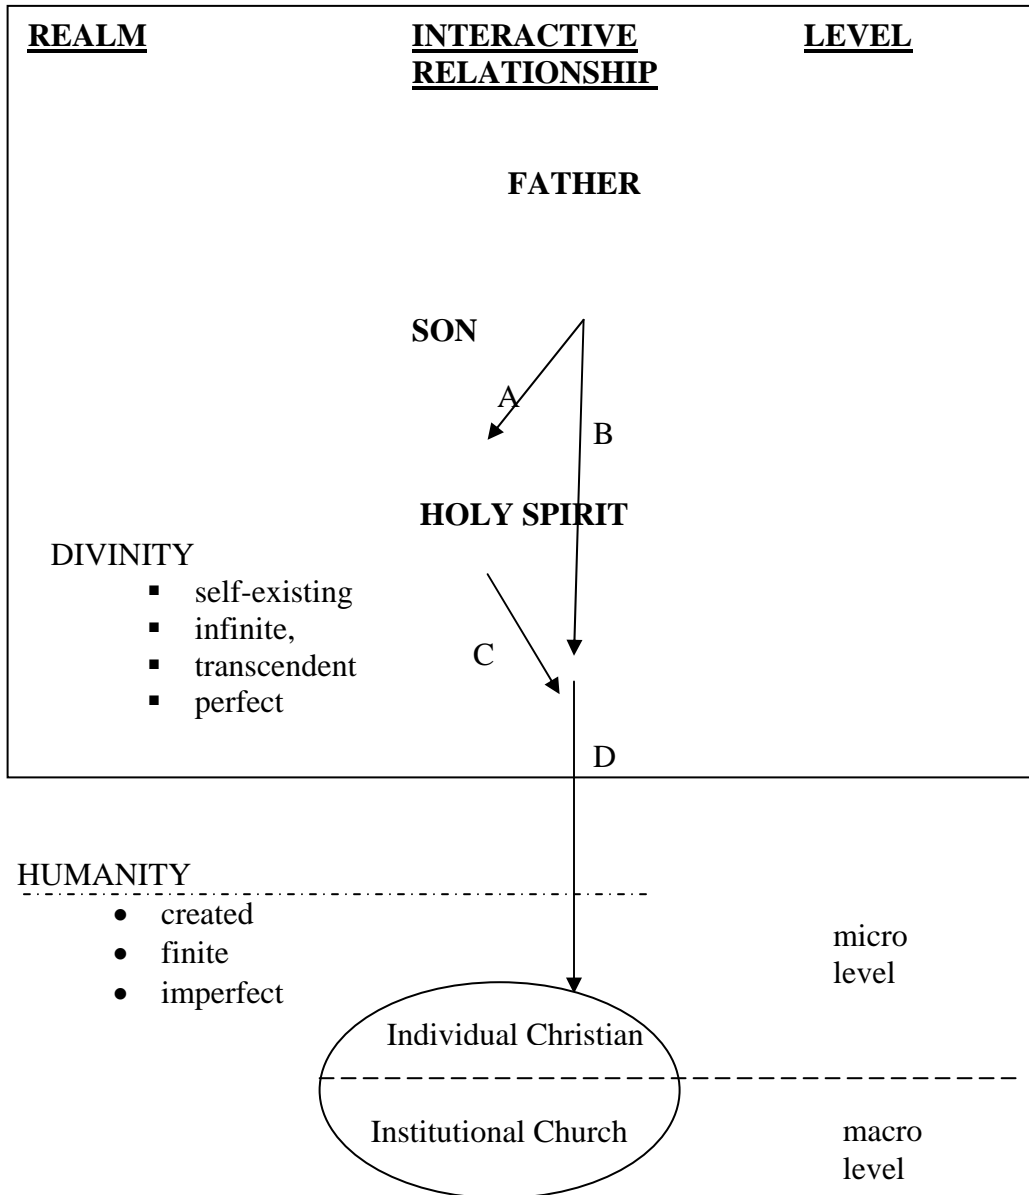 REALM
INTERACTIVE
RELATIONSHIP
LEVEL
FATHER
SON
A
B
HOLY SPIRIT
DIVINITY
▪ self-existing
▪ infinite,
▪ transcendent
▪ perfect
C
D
HUMANITY
• created
• finite
• imperfect
micro
level
Individual Christian
Institutional Church
macro
level